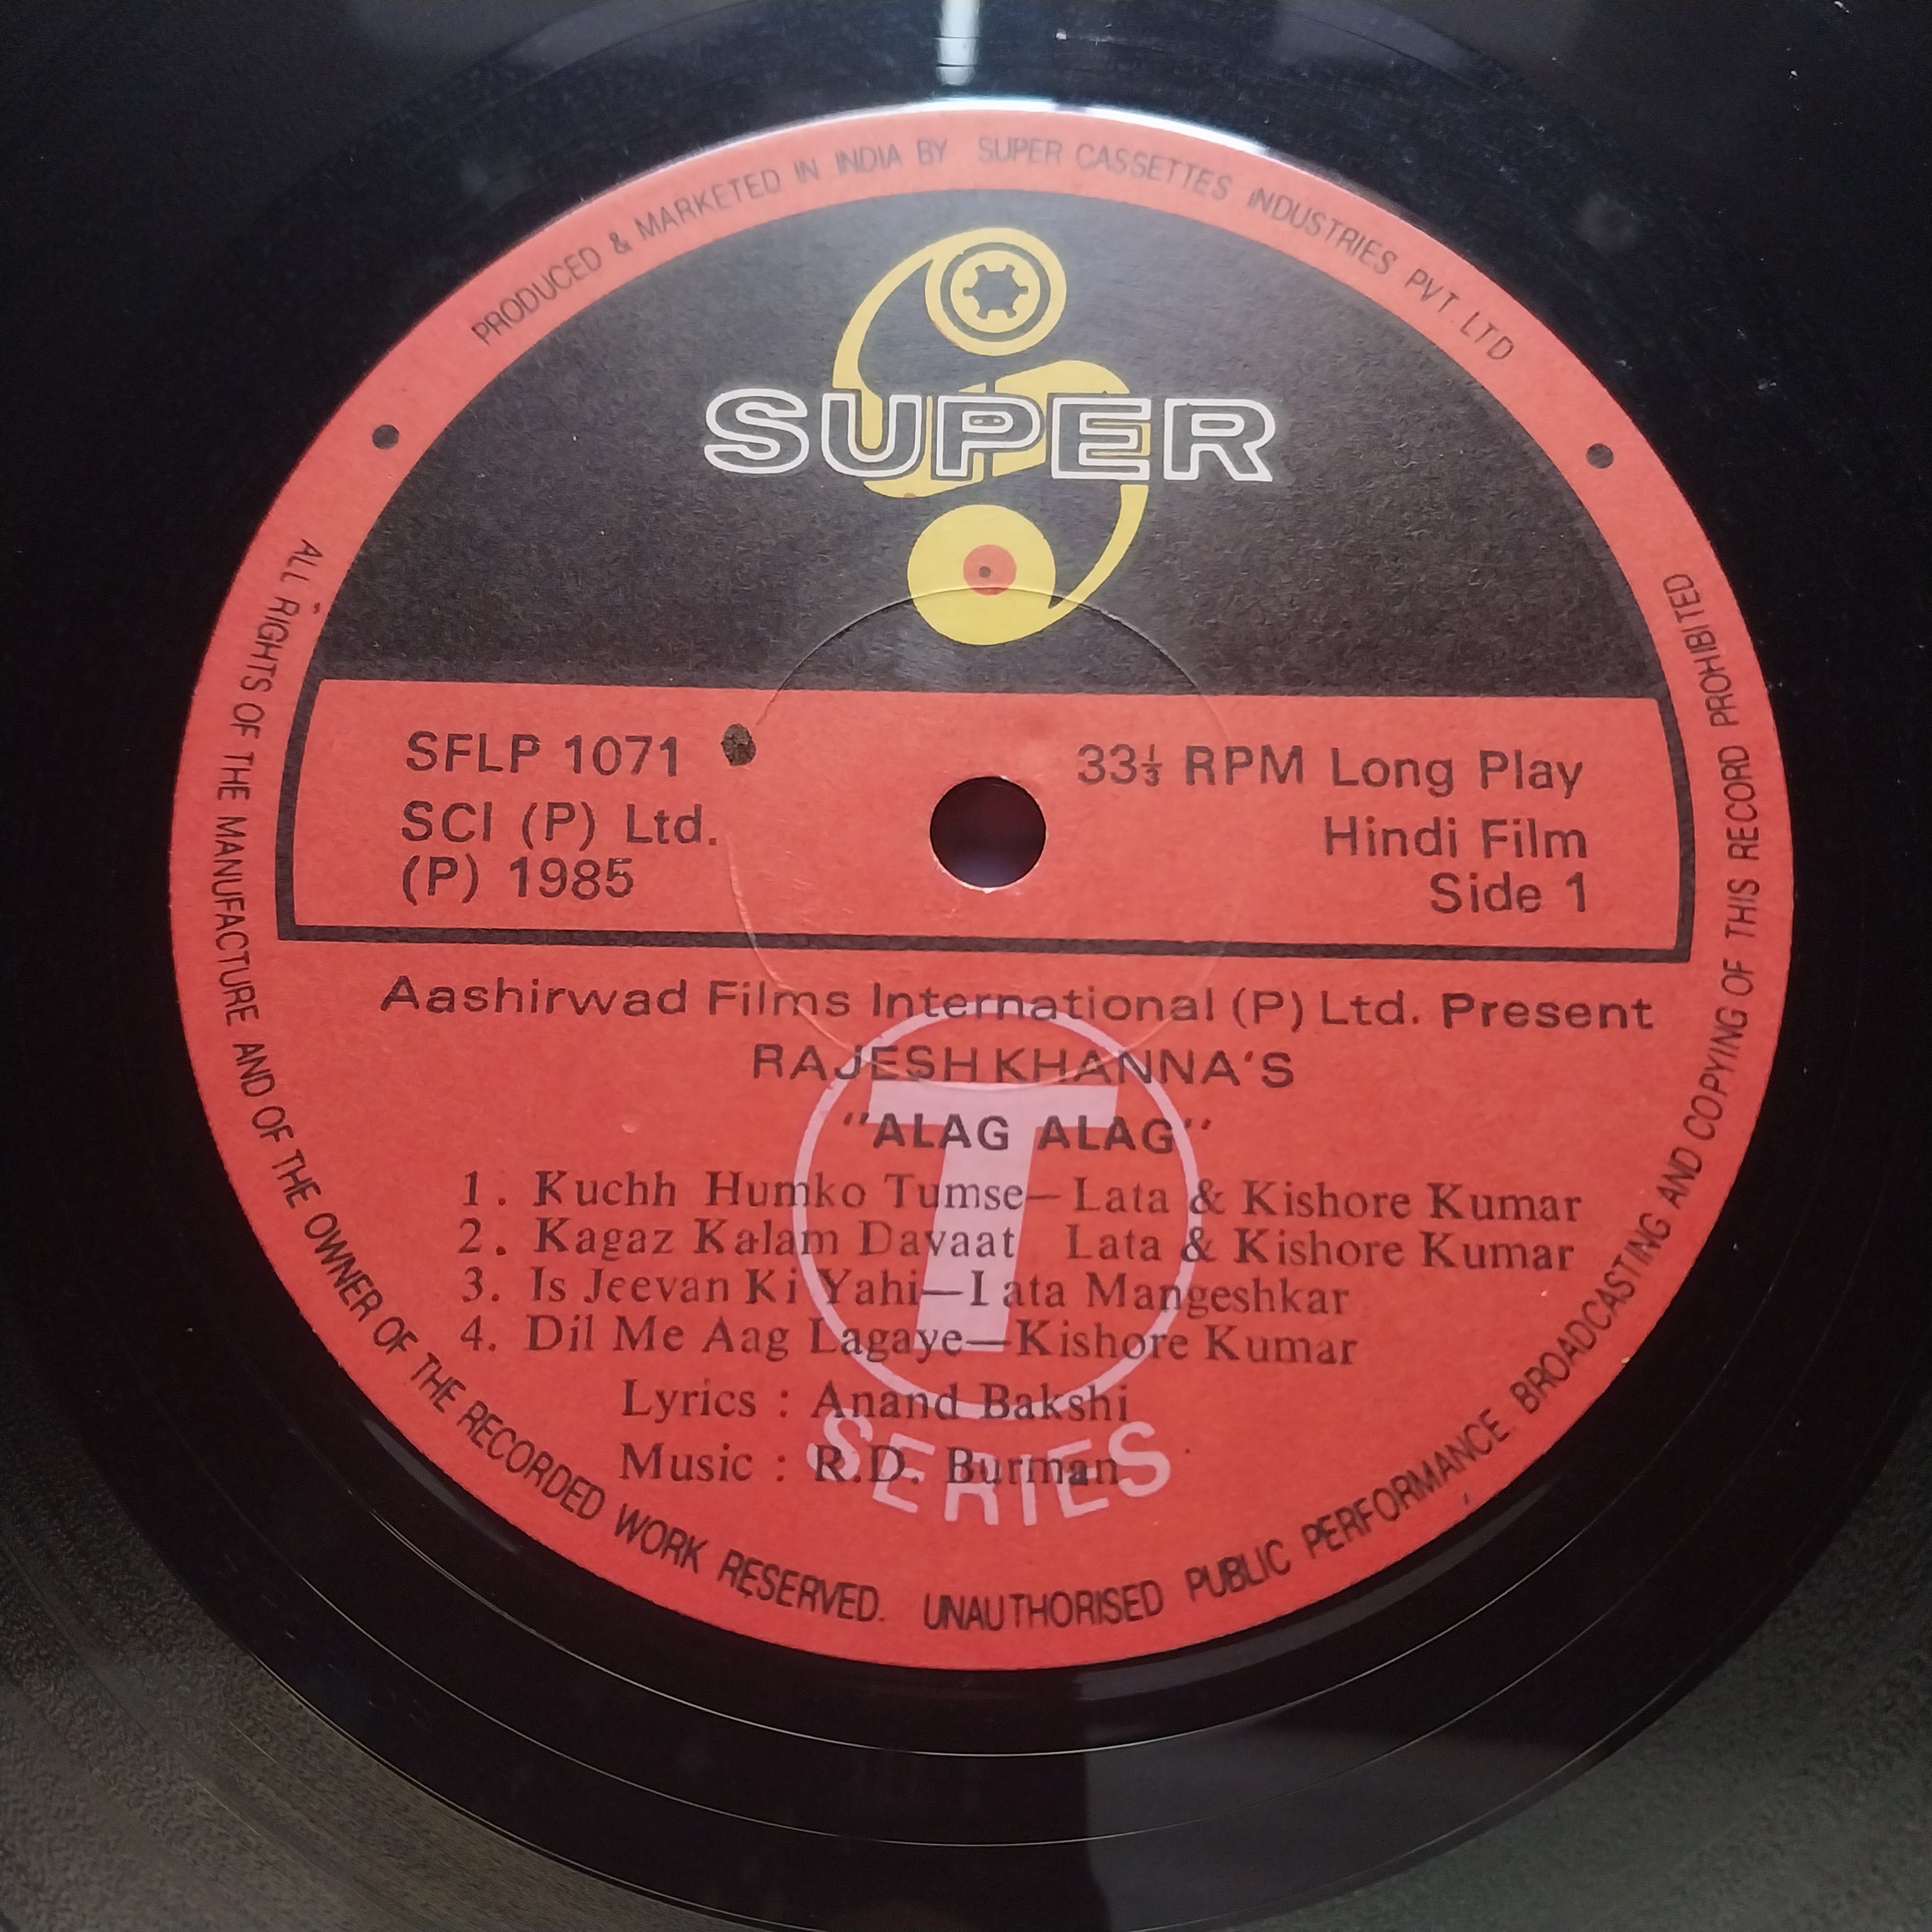 PRODUCED & MARKETED IN INDIA BY SUPER CASSETTES INDUSTRIES PVT. LTD
SUPER
SFLP 1071
SCI (P) Ltd.
(P) 1985
33⅓ RPM Long Play
Hindi Film
Side 1
Aashirwad Films International (P) Ltd. Present
RAJESH KHANNA'S
"ALAG ALAG"
1. Kuchh Humko Tumse—Lata & Kishore Kumar
2. Kagaz Kalam Davaat Lata & Kishore Kumar
3. Is Jeevan Ki Yahi—Lata Mangeshkar
4. Dil Me Aag Lagaye—Kishore Kumar
Lyrics : Anand Bakshi
Music : R.D. Burman
T
SERIES
ALL RIGHTS OF THE MANUFACTURE AND OF THE OWNER OF THE RECORDED WORK RESERVED. UNAUTHORISED PUBLIC PERFORMANCE. BROADCASTING AND COPYING OF THIS RECORD PROHIBITED